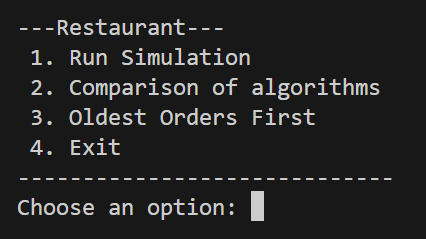 ---Restaurant---
 1. Run Simulation
 2. Comparison of algorithms
 3. Oldest Orders First
 4. Exit
------------------------------
Choose an option: